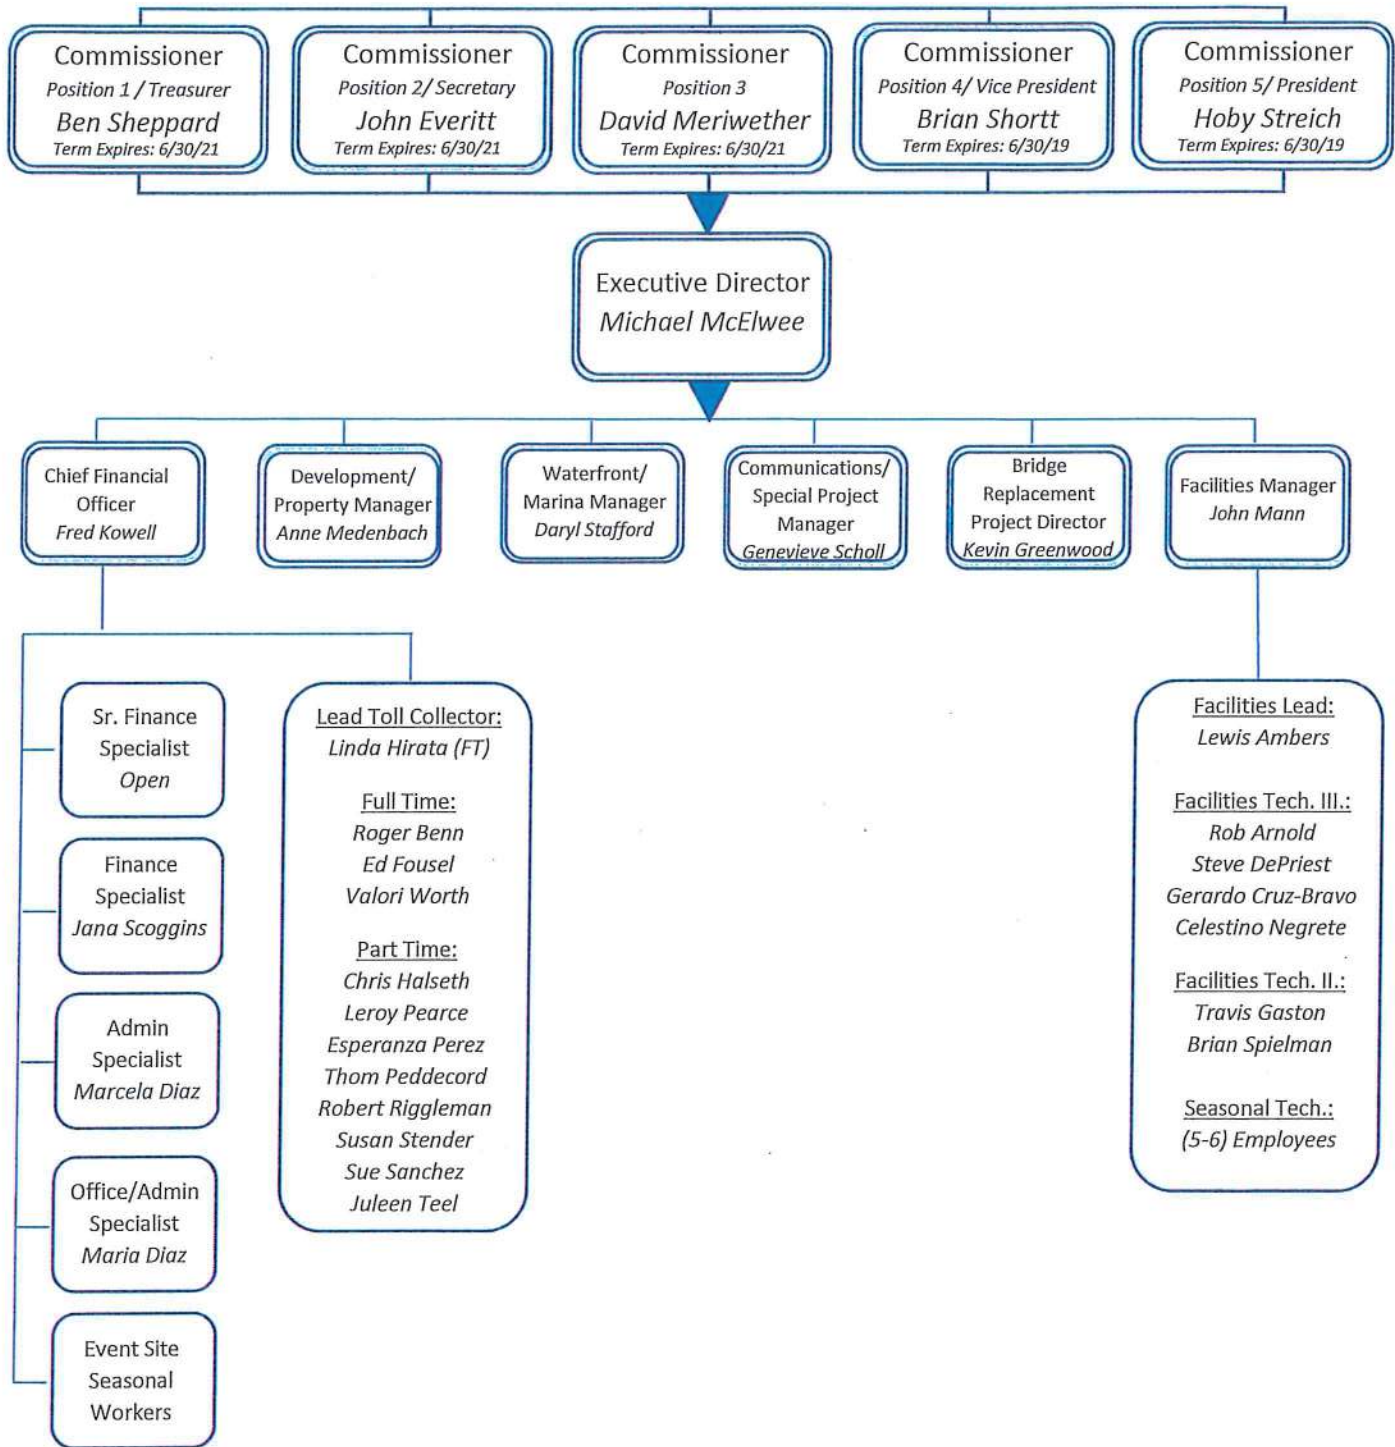 Commissioner
Position 1 / Treasurer
Ben Sheppard
Term Expires: 6/30/21
Commissioner
Position 2/ Secretary
John Everitt
Term Expires: 6/30/21
Commissioner
Position 3
David Meriwether
Term Expires: 6/30/21
Commissioner
Position 4/ Vice President
Brian Shortt
Term Expires: 6/30/19
Commissioner
Position 5/ President
Hoby Streich
Term Expires: 6/30/19
Executive Director
Michael McElwee
Chief Financial
Officer
Fred Kowell
Development/
Property Manager
Anne Medenbach
Waterfront/
Marina Manager
Daryl Stafford
Communications/
Special Project
Manager
Genevieve Scholl
Bridge
Replacement
Project Director
Kevin Greenwood
Facilities Manager
John Mann
Sr. Finance
Specialist
Open
Finance
Specialist
Jana Scoggins
Admin
Specialist
Marcela Diaz
Office/Admin
Specialist
Maria Diaz
Event Site
Seasonal
Workers
Lead Toll Collector:
Linda Hirata (FT)
Full Time:
Roger Benn
Ed Fousel
Valori Worth
Part Time:
Chris Halseth
Leroy Pearce
Esperanza Perez
Thom Peddecord
Robert Riggleman
Susan Stender
Sue Sanchez
Juleen Teel
Facilities Lead:
Lewis Ambers
Facilities Tech. III.:
Rob Arnold
Steve DePriest
Gerardo Cruz-Bravo
Celestino Negrete
Facilities Tech. II.:
Travis Gaston
Brian Spielman
Seasonal Tech.:
(5-6) Employees